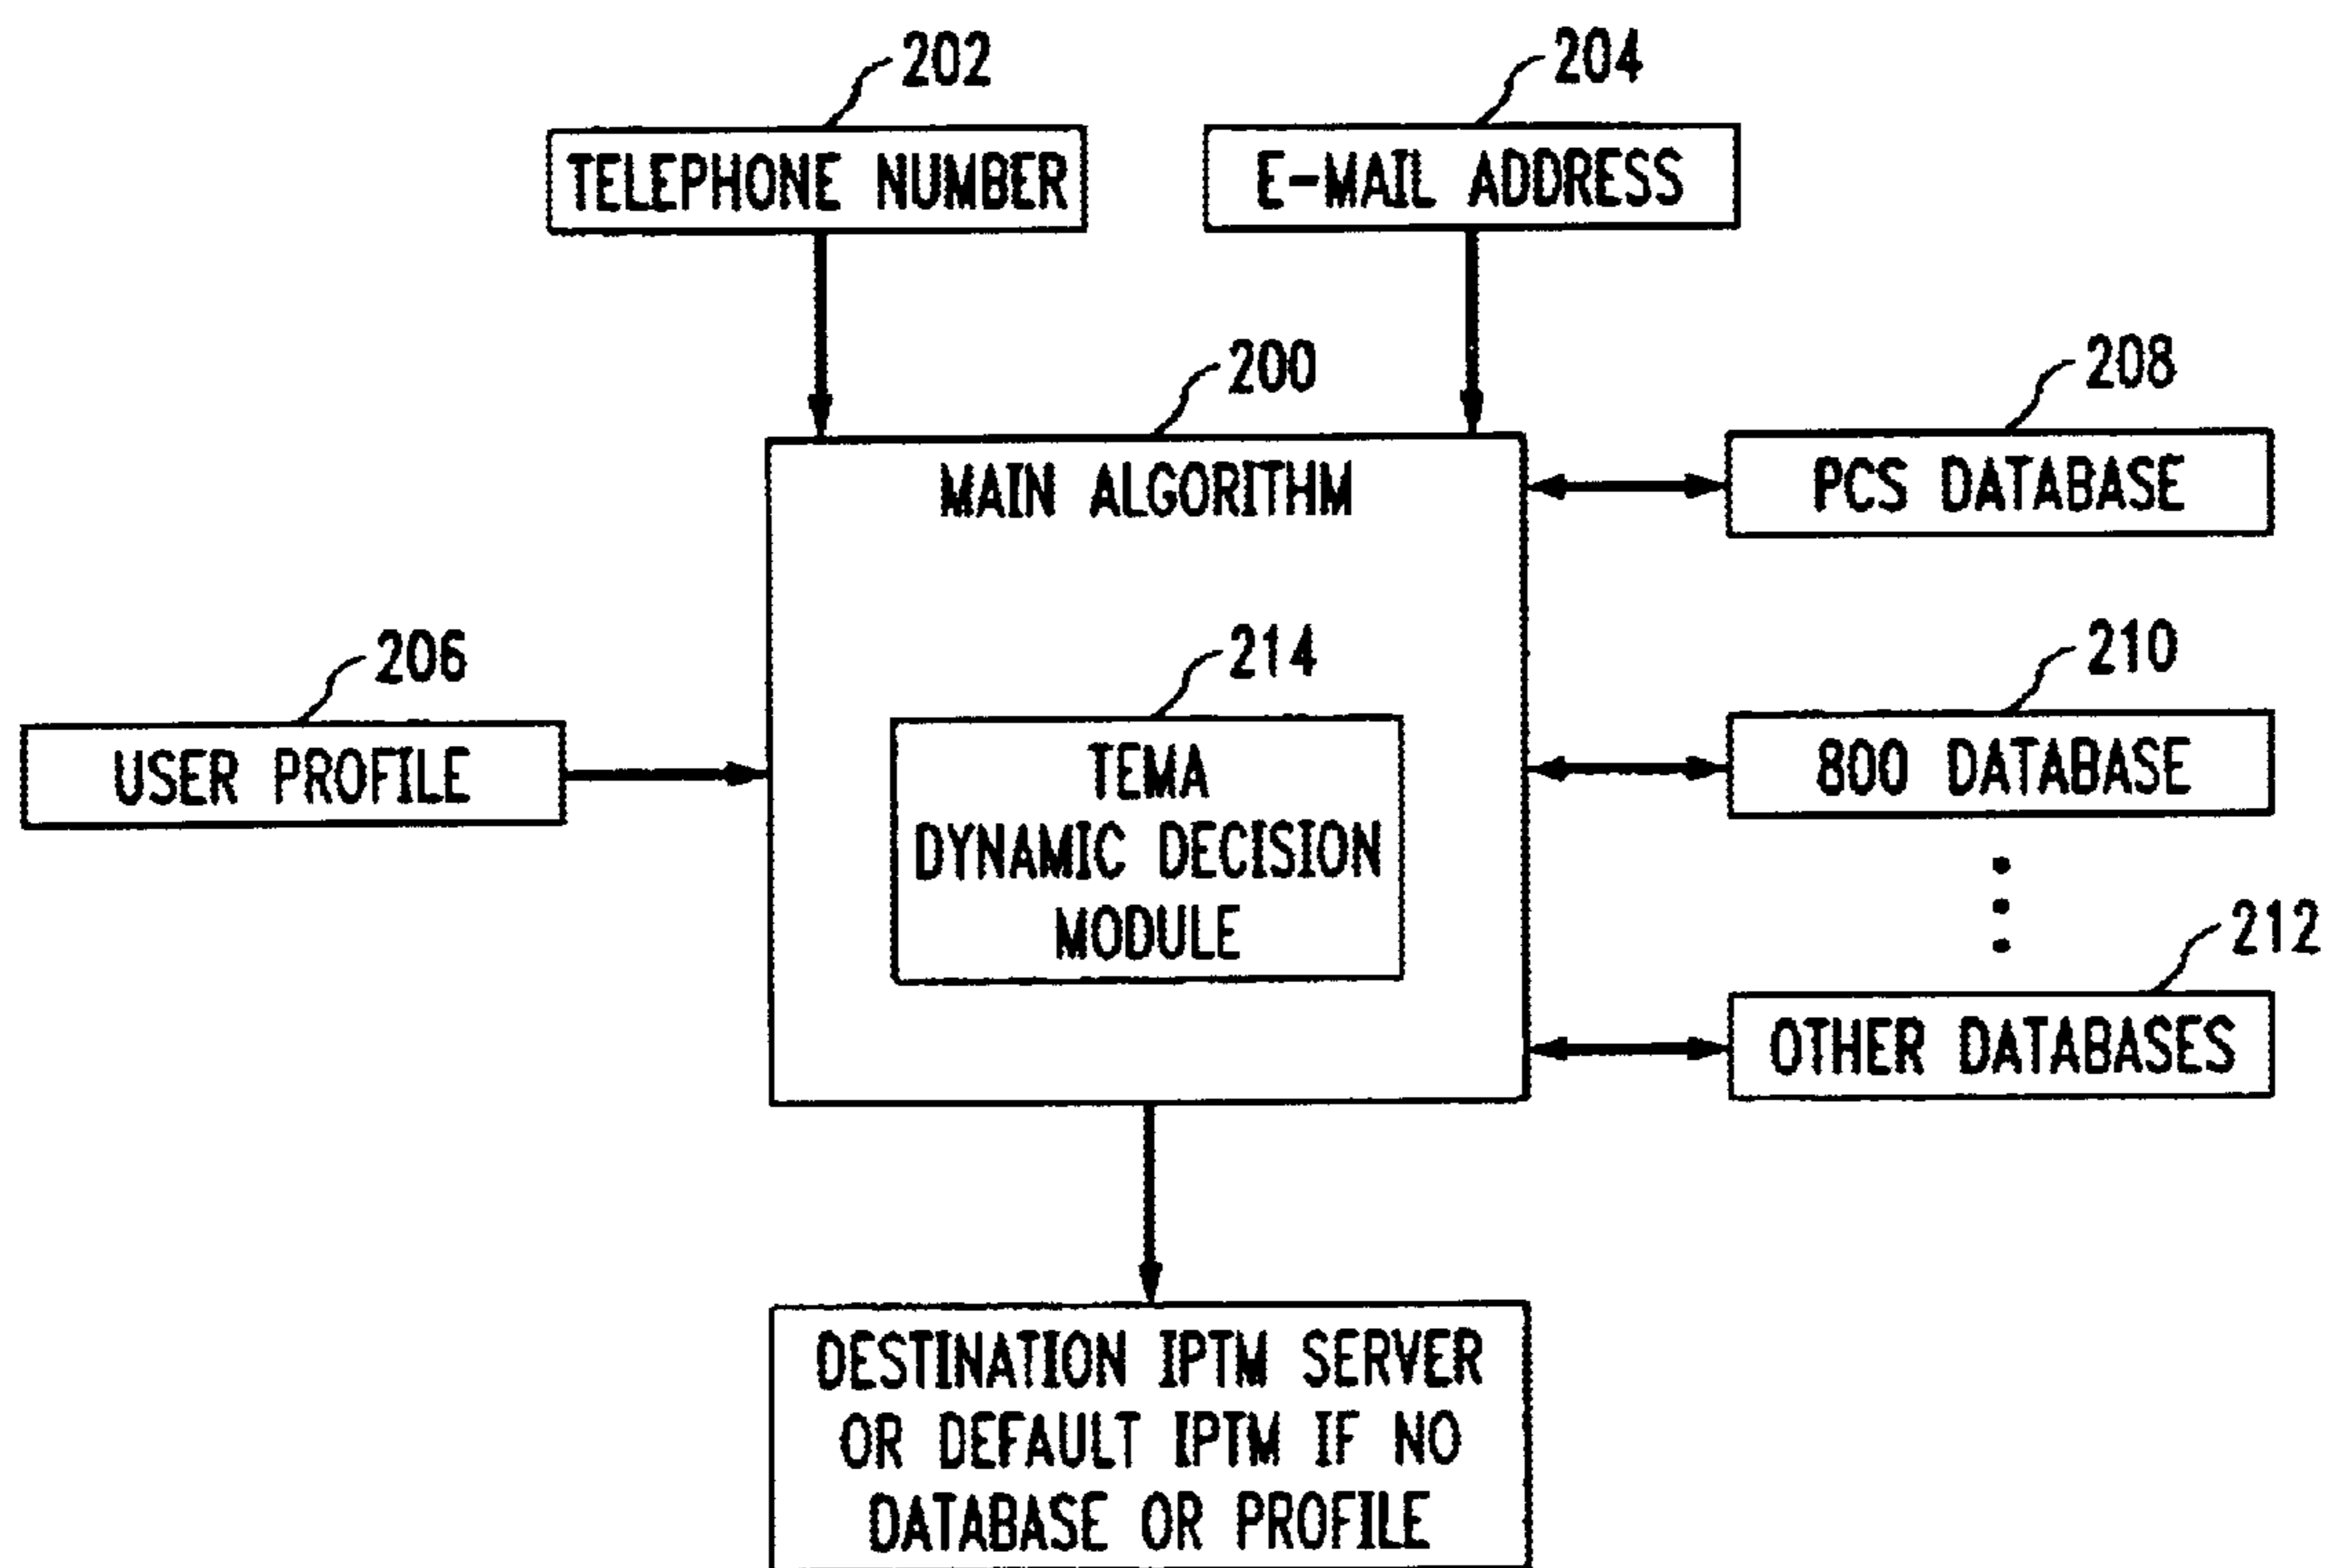 202
204
TELEPHONE NUMBER
E-MAIL ADDRESS
200
208
MAIN ALGORITHM
PCS DATABASE
206
214
210
USER PROFILE
TEMA
DYNAMIC DECISION
MODULE
800 DATABASE
212
OTHER DATABASES
DESTINATION IPTM SERVER
OR DEFAULT IPTM IF NO
DATABASE OR PROFILE